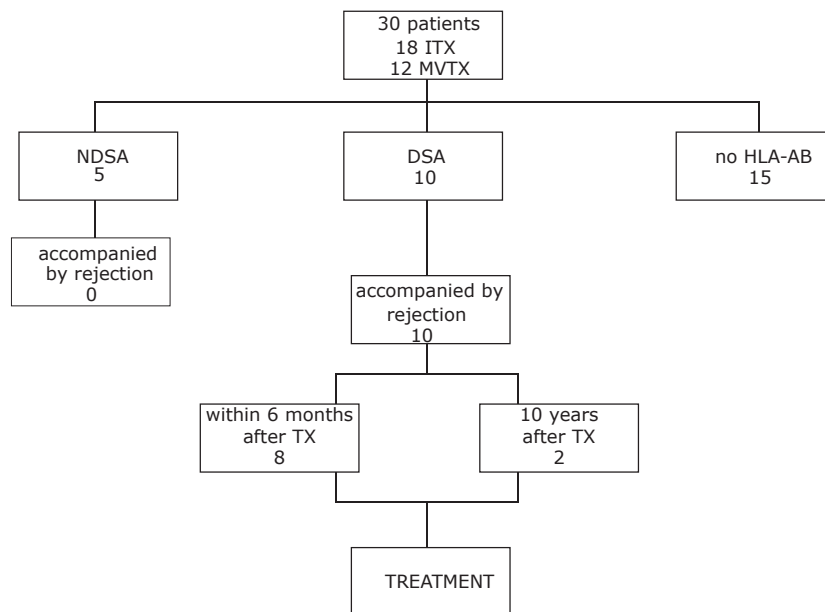 30 patients
18 ITX
12 MVTX
NDSA
5
DSA
10
no HLA-AB
15
accompanied
by rejection
0
accompanied by
rejection
10
within 6 months
after TX
8
10 years
after TX
2
TREATMENT